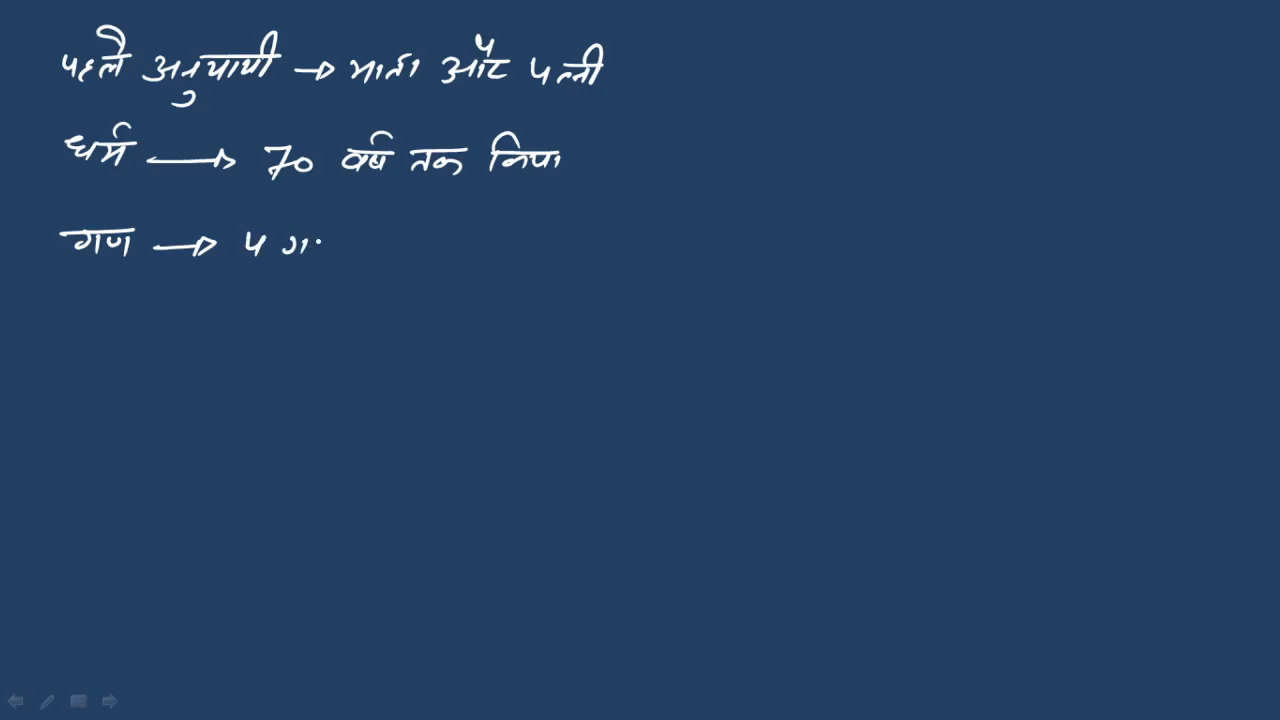 पहले अनुयायी → माता और पत्नी
धर्म → 70 वर्ष तक किया
गण → 4 ग